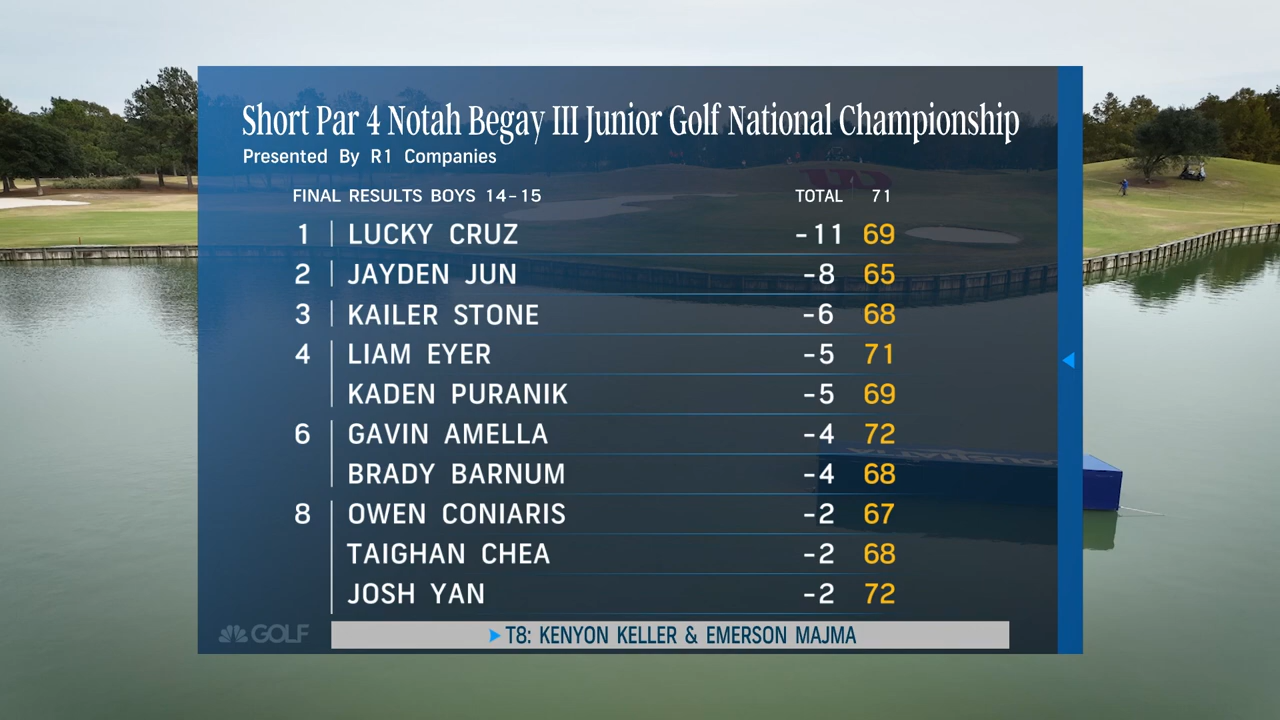 Short Par 4 Notah Begay III Junior Golf National Championship
Presented By R1 Companies
FINAL RESULTS BOYS 14-15 TOTAL 71
1 LUCKY CRUZ -11 69
2 JAYDEN JUN -8 65
3 KAILER STONE -6 68
4 LIAM EYER -5 71
KADEN PURANIK -5 69
6 GAVIN AMELLA -4 72
BRADY BARNUM -4 68
8 OWEN CONIARIS -2 67
TAIGHAN CHEA -2 68
JOSH YAN -2 72
GOLF
T8: KENYON KELLER & EMERSON MAJMA